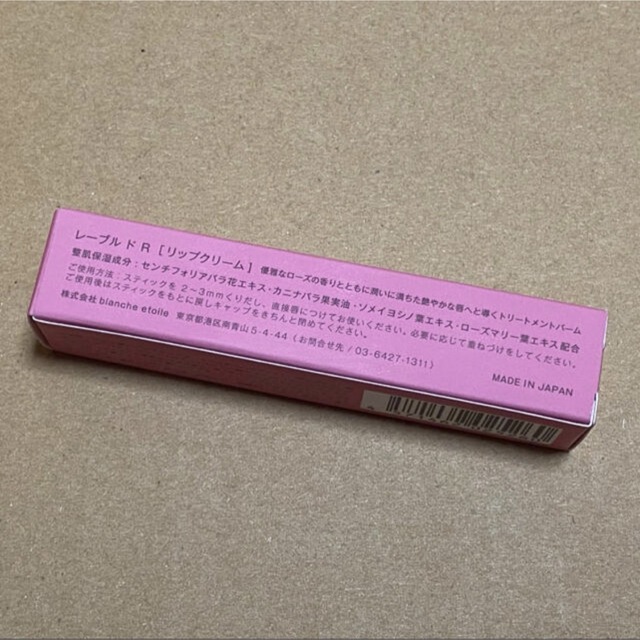 レーブル ド R［リップクリーム］ 優雅なローズの香りとともに潤いに満ちた艶やかな唇へと導くトリートメントバーム
整肌保湿成分：センチフォリアバラ花エキス・カニナバラ果実油・ソメイヨシノ葉エキス・ローズマリー葉エキス 配合
ご使用方法：スティックを 2～3mmくりだし、直接唇につけてお使いください。必要に応じて重ねづけをしてください。
ご使用後はスティックをもとに戻しキャップをきちんと閉めてください。
株式会社 blanche etoile 東京都港区南青山 5-4-44（お問合せ先 / 03-6427-1311）
MADE IN JAPAN